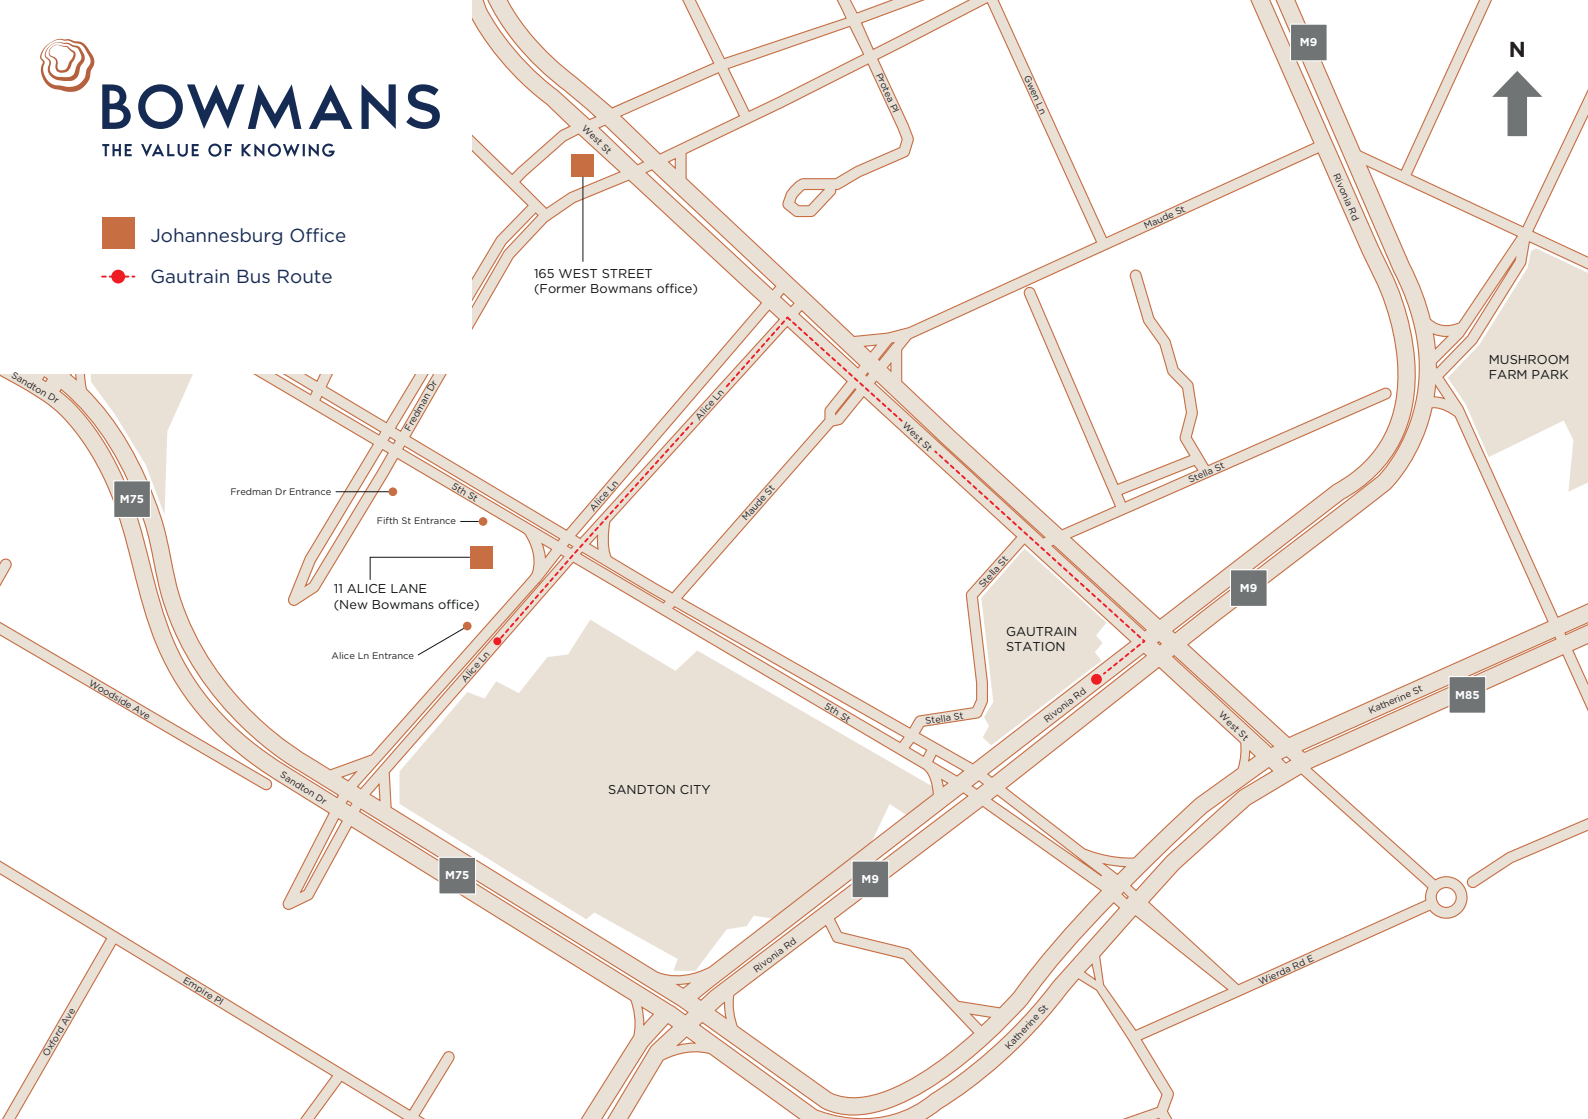 BOWMANS
THE VALUE OF KNOWING
Johannesburg Office
Gautrain Bus Route
M9
N
West St
Protea Pl
Gwen Ln
Rivonia Rd
Maude St
165 WEST STREET
(Former Bowmans office)
MUSHROOM
FARM PARK
Sandton Dr
Fredman Dr
Alice Ln
West St
M75
Fredman Dr Entrance
5th St
Alice Ln
Maude St
Stella St
Fifth St Entrance
11 ALICE LANE
(New Bowmans office)
Stella St
M9
GAUTRAIN
STATION
Alice Ln Entrance
Alice Ln
Woodside Ave
5th St
Stella St
Rivonia Rd
West St
Katherine St
M85
Sandton Dr
SANDTON CITY
M75
M9
Rivonia Rd
Wierda Rd E
Empire Pl
Oxford Ave
Katherine St